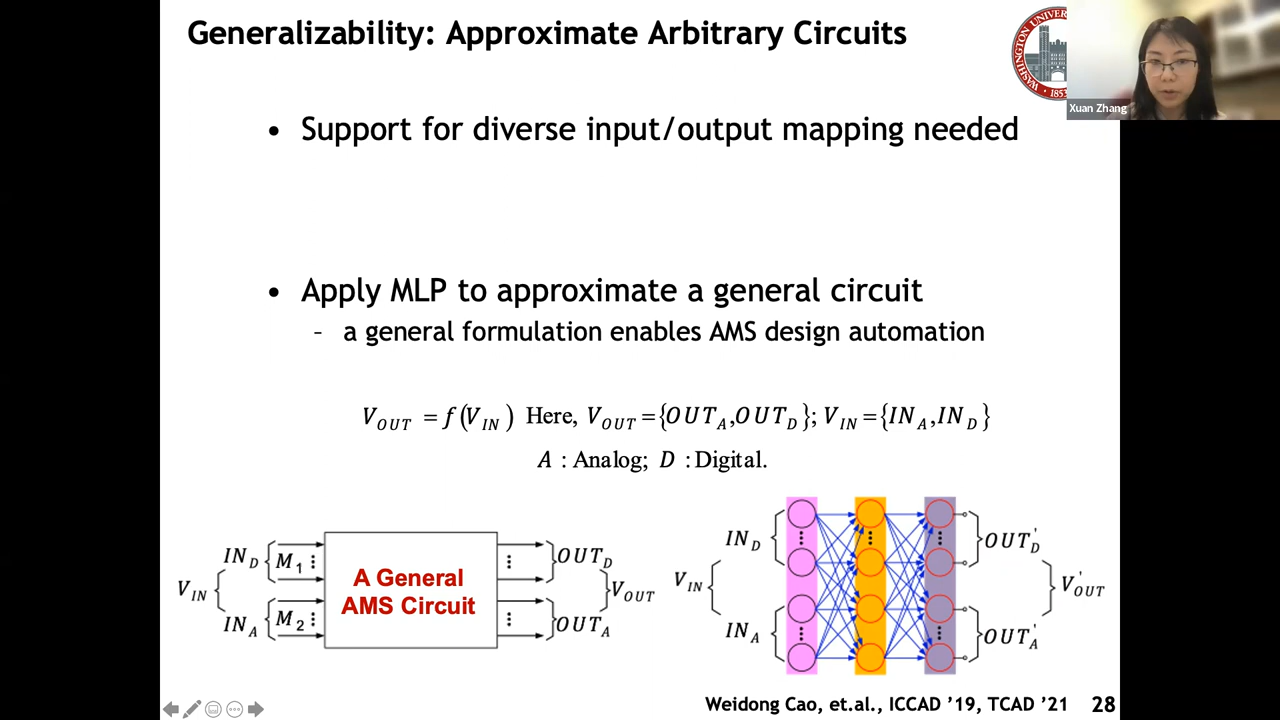 Generalizability: Approximate Arbitrary Circuits
WASHINGTON UNIVER
1853
Xuan Zhang
• Support for diverse input/output mapping needed
• Apply MLP to approximate a general circuit
- a general formulation enables AMS design automation
V_OUT = f(V_IN) Here, V_OUT = {OUT_A,OUT_D}; V_IN = {IN_A,IN_D}
A : Analog; D : Digital.
V_IN
IN_D
M_1
IN_A
M_2
A General
AMS Circuit
OUT_D
OUT_A
V_OUT
V_IN
IN_D
IN_A
OUT'_D
OUT'_A
V'_OUT
Weidong Cao, et.al., ICCAD ’19, TCAD ’21
28